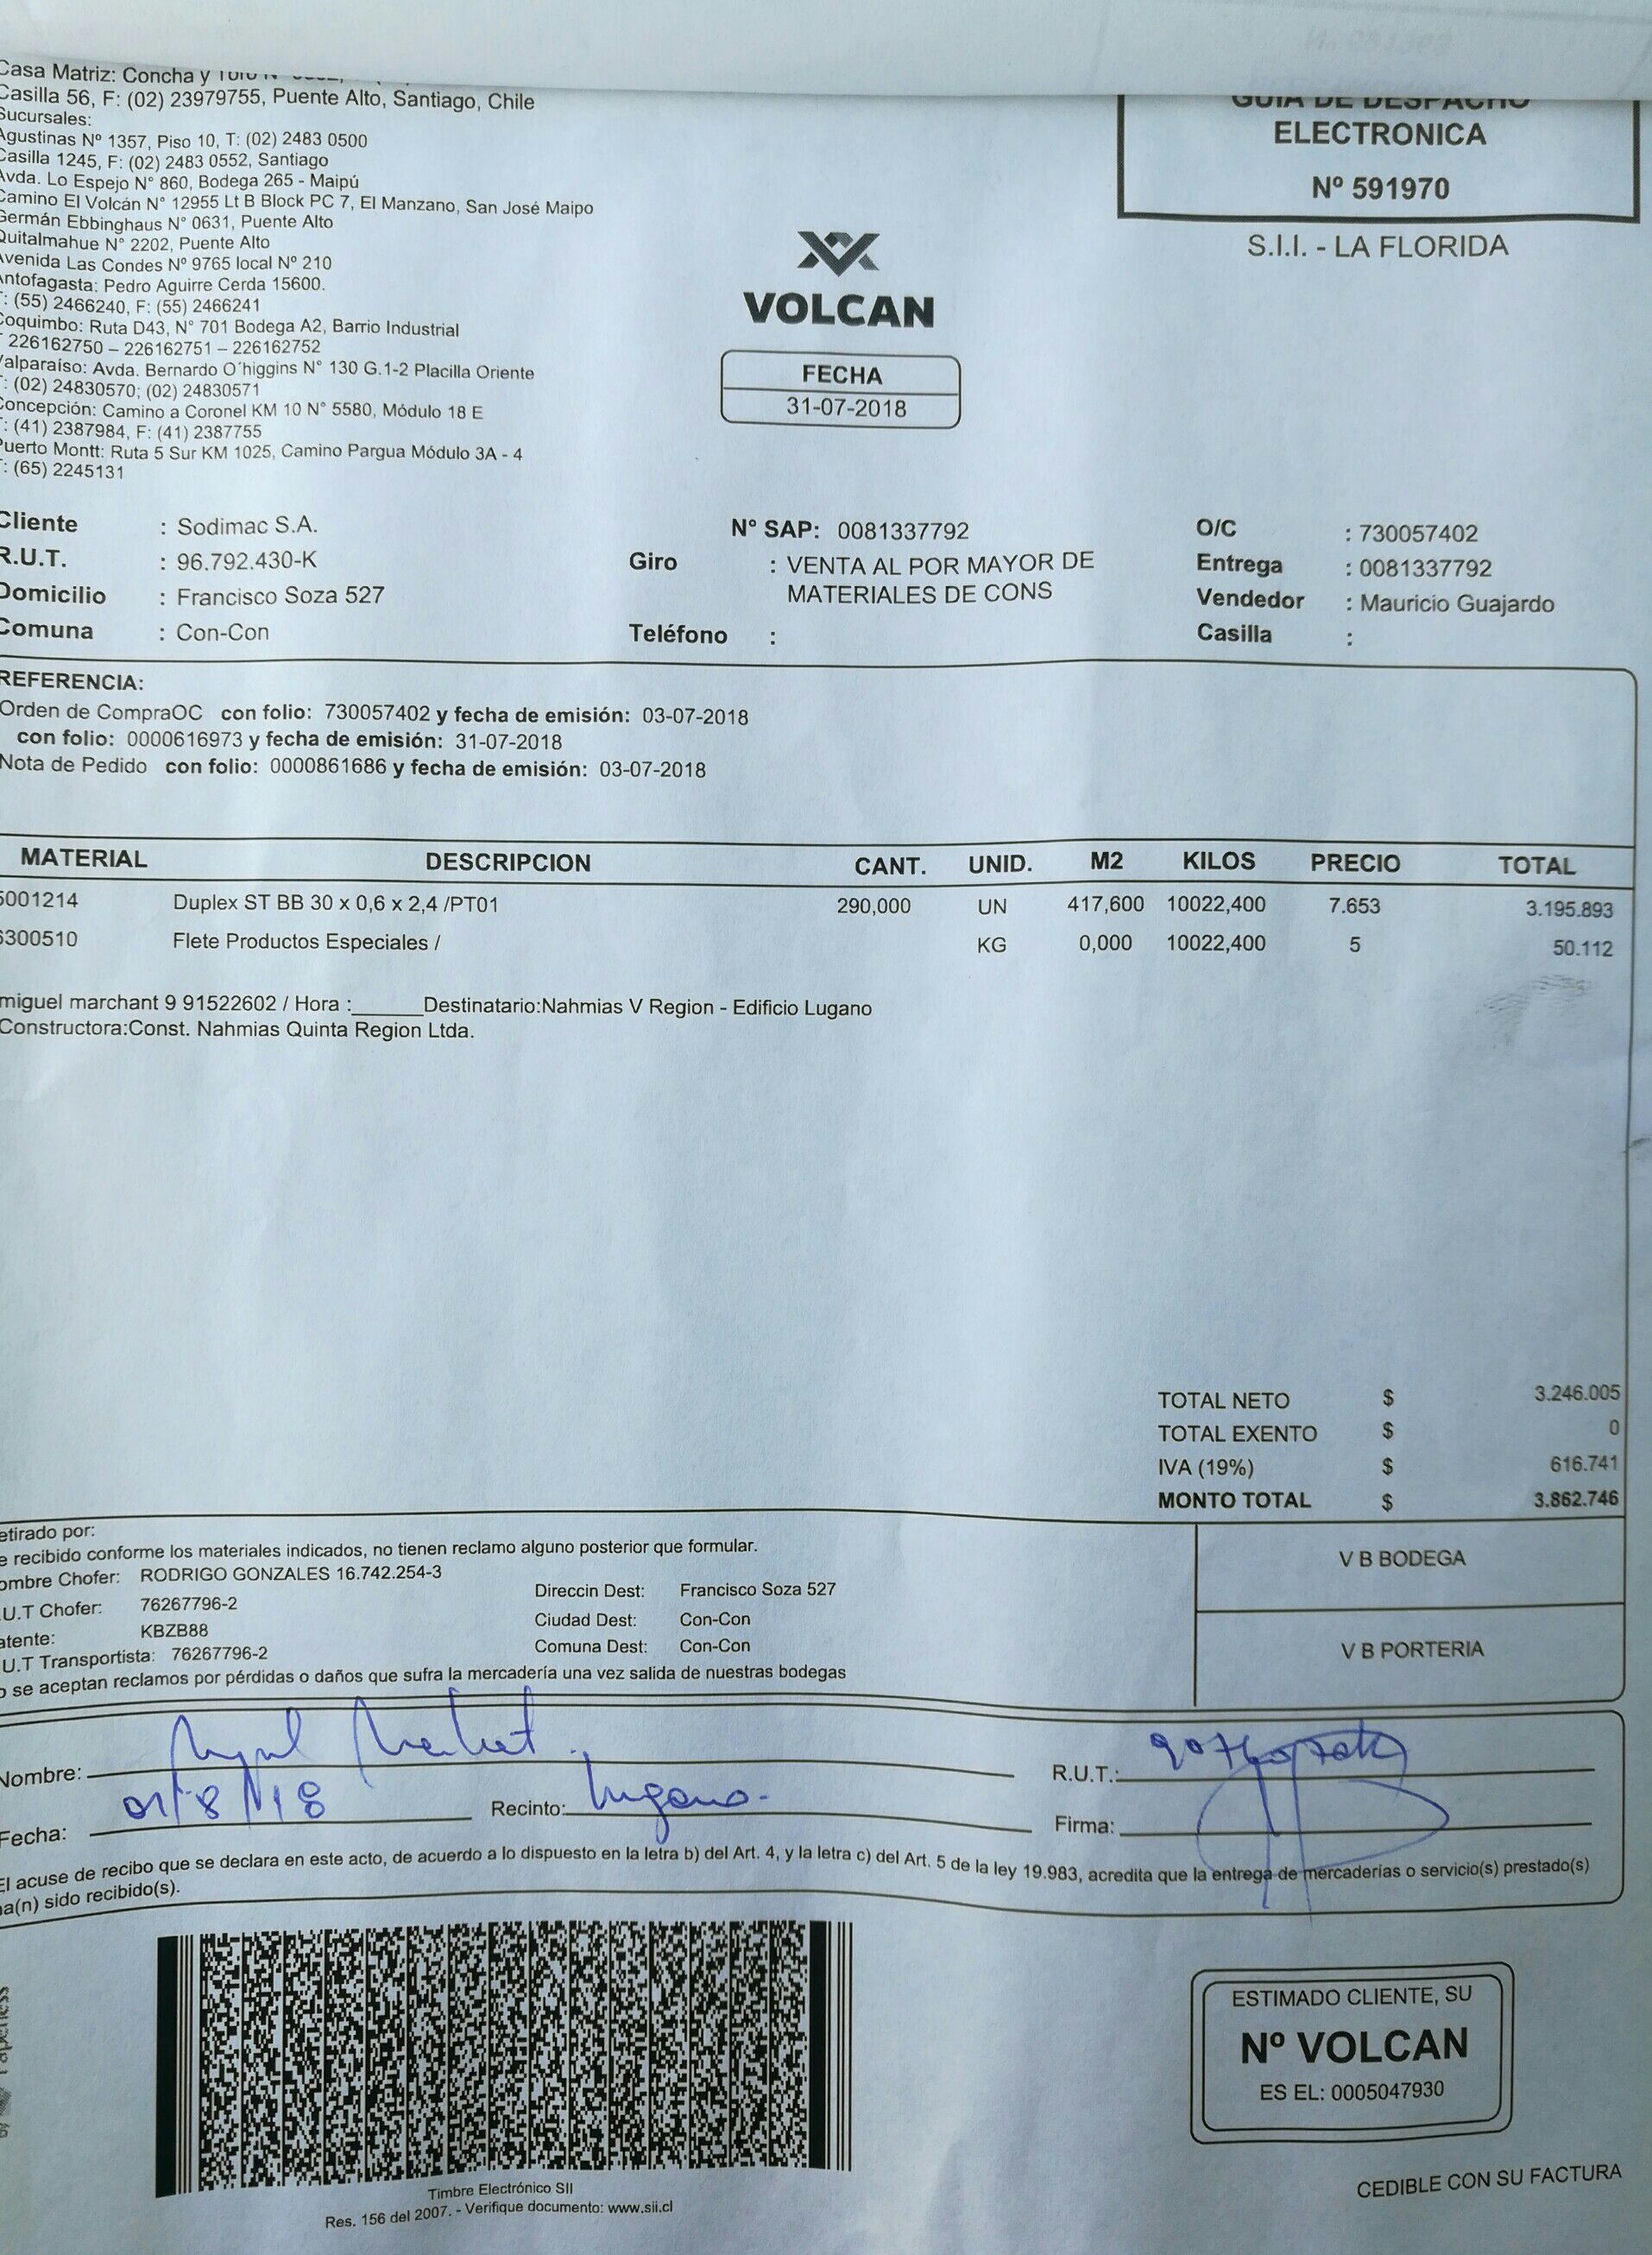 Casa Matriz: Concha y Toro
Casilla 56, F: (02) 23979755, Puente Alto, Santiago, Chile
Sucursales:
Agustinas Nº 1357, Piso 10, T: (02) 2483 0500
Casilla 1245, F: (02) 2483 0552, Santiago
Avda. Lo Espejo N° 860, Bodega 265 - Maipú
Camino El Volcán N° 12955 Lt B Block PC 7, El Manzano, San José Maipo
Germán Ebbinghaus N° 0631, Puente Alto
Quitalmahue N° 2202, Puente Alto
Avenida Las Condes Nº 9765 local Nº 210
Antofagasta: Pedro Aguirre Cerda 15600.
T: (55) 2466240, F: (55) 2466241
Coquimbo: Ruta D43, N° 701 Bodega A2, Barrio Industrial
226162750 – 226162751 – 226162752
Valparaíso: Avda. Bernardo O´higgins N° 130 G.1-2 Placilla Oriente
T: (02) 24830570; (02) 24830571
Concepción: Camino a Coronel KM 10 N° 5580, Módulo 18 E
T: (41) 2387984, F: (41) 2387755
Puerto Montt: Ruta 5 Sur KM 1025, Camino Pargua Módulo 3A - 4
T: (65) 2245131
GUIA DE DESPACHO
ELECTRONICA
Nº 591970
S.I.I. - LA FLORIDA
VOLCAN
FECHA
31-07-2018
Cliente : Sodimac S.A.
R.U.T. : 96.792.430-K
Domicilio : Francisco Soza 527
Comuna : Con-Con
Nº SAP: 0081337792
Giro : VENTA AL POR MAYOR DE
MATERIALES DE CONS
Teléfono :
O/C : 730057402
Entrega : 0081337792
Vendedor : Mauricio Guajardo
Casilla :
REFERENCIA:
Orden de CompraOC con folio: 730057402 y fecha de emisión: 03-07-2018
con folio: 0000616973 y fecha de emisión: 31-07-2018
Nota de Pedido con folio: 0000861686 y fecha de emisión: 03-07-2018
MATERIAL DESCRIPCION CANT. UNID. M2 KILOS PRECIO TOTAL
5001214 Duplex ST BB 30 x 0,6 x 2,4 /PT01 290,000 UN 417,600 10022,400 7.653 3.195.893
6300510 Flete Productos Especiales / KG 0,000 10022,400 5 50.112
miguel marchant 9 91522602 / Hora :______Destinatario:Nahmias V Region - Edificio Lugano
Constructora:Const. Nahmias Quinta Region Ltda.
TOTAL NETO $ 3.246.005
TOTAL EXENTO $ 0
IVA (19%) $ 616.741
MONTO TOTAL $ 3.862.746
etirado por:
e recibido conforme los materiales indicados, no tienen reclamo alguno posterior que formular.
ombre Chofer: RODRIGO GONZALES 16.742.254-3
.U.T Chofer: 76267796-2
atente: KBZB88
.U.T Transportista: 76267796-2
Direccin Dest: Francisco Soza 527
Ciudad Dest: Con-Con
Comuna Dest: Con-Con
o se aceptan reclamos por pérdidas o daños que sufra la mercadería una vez salida de nuestras bodegas
V B BODEGA
V B PORTERIA
Nombre: Miguel Marchant.
R.U.T.:
Fecha: 01/8/18 Recinto: Lugano.
Firma:
El acuse de recibo que se declara en este acto, de acuerdo a lo dispuesto en la letra b) del Art. 4, y la letra c) del Art. 5 de la ley 19.983, acredita que la entrega de mercaderías o servicio(s) prestado(s)
ha(n) sido recibido(s).
Timbre Electrónico SII
Res. 156 del 2007. - Verifique documento: www.sii.cl
ESTIMADO CLIENTE, SU
Nº VOLCAN
ES EL: 0005047930
CEDIBLE CON SU FACTURA